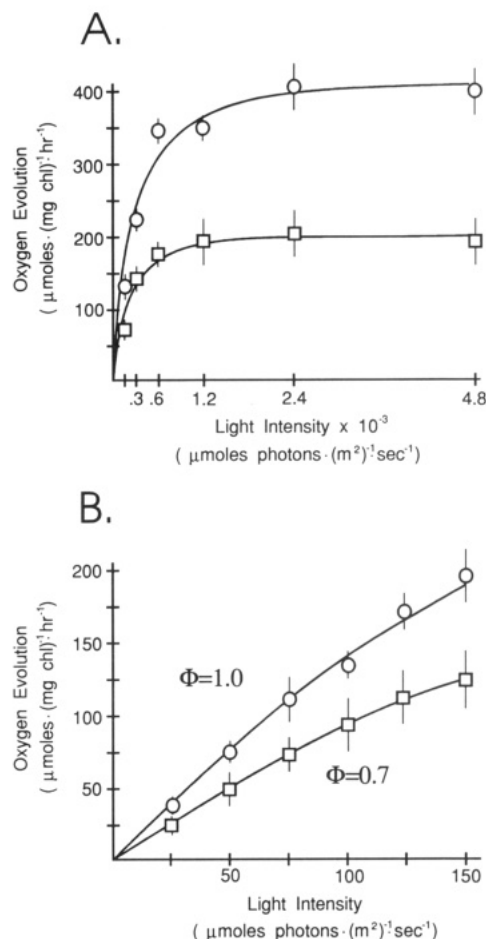 A.
Oxygen Evolution
( μmoles·(mg chl)⁻¹·hr⁻¹)
400
300
200
100
.3 .6 1.2 2.4 4.8
Light Intensity x 10⁻³
( μmoles photons·(m²)⁻¹·sec⁻¹)
B.
Oxygen Evolution
( μmoles·(mg chl)⁻¹·hr⁻¹)
200
150
100
50
Φ=1.0
Φ=0.7
50 100 150
Light Intensity
( μmoles photons·(m²)⁻¹·sec⁻¹)